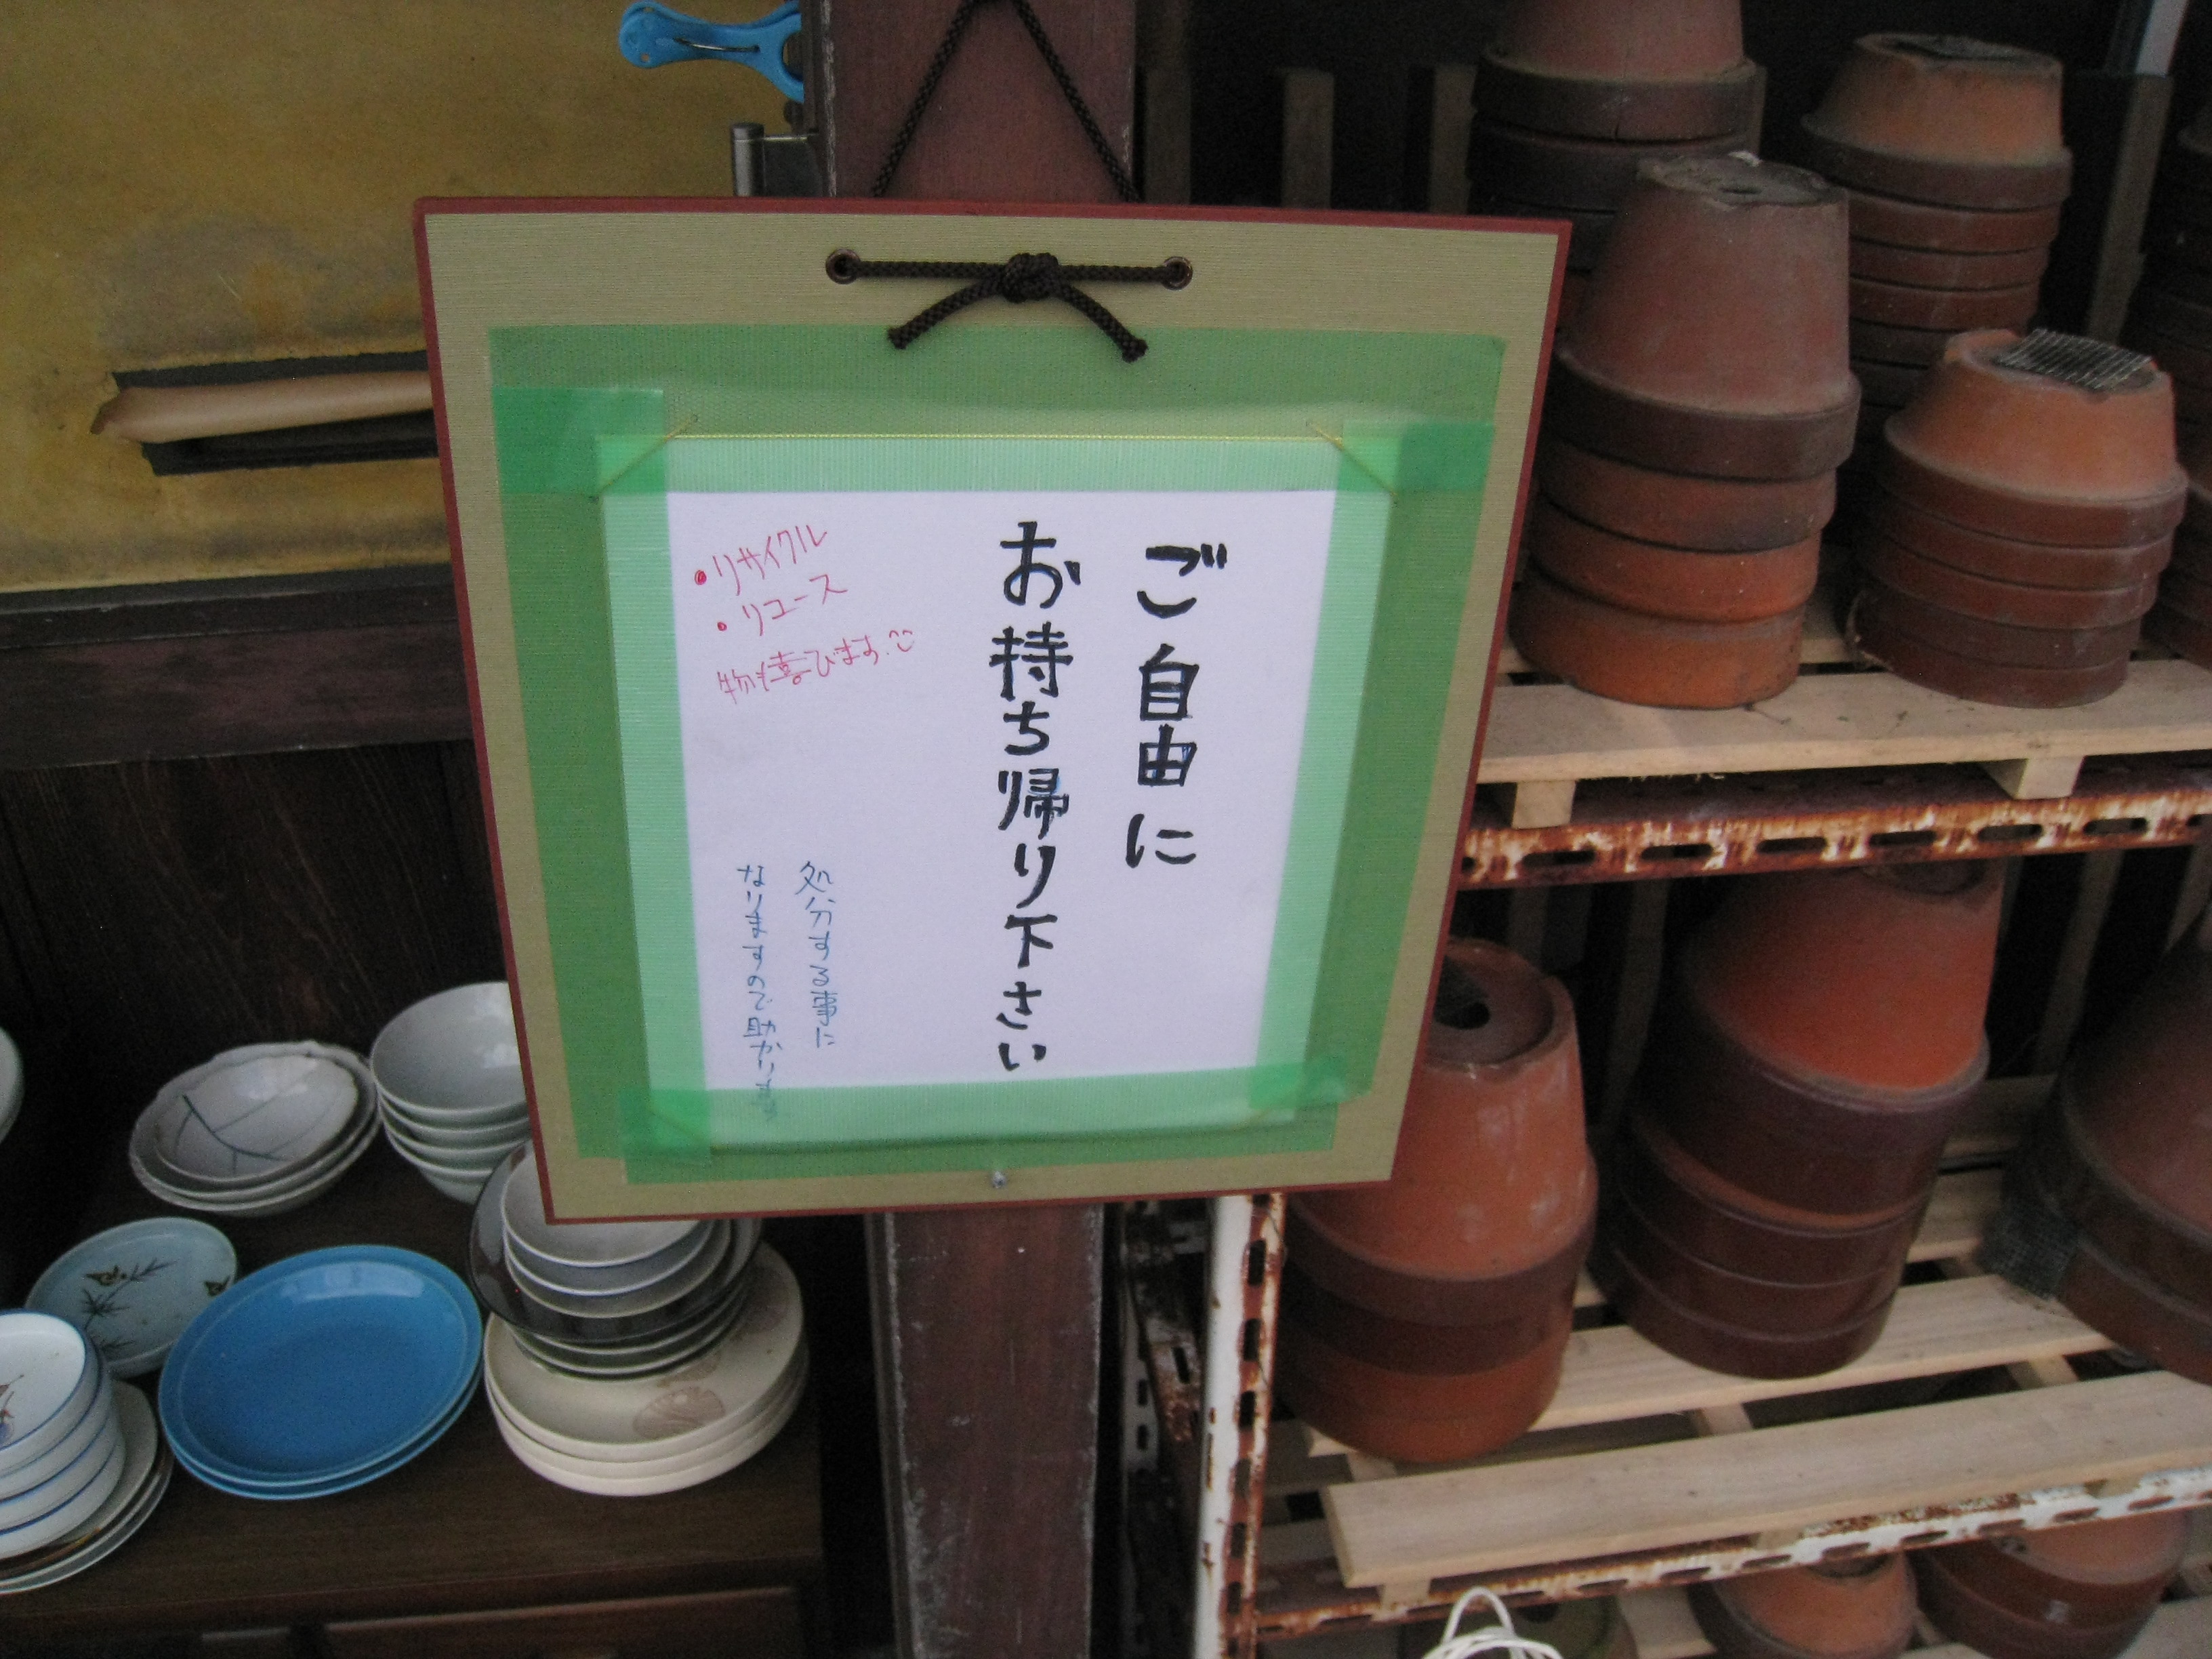 ご自由に
お持ち帰り下さい
・リサイクル
・リユース
物も喜びます。
処分する事に
なりますので助かります